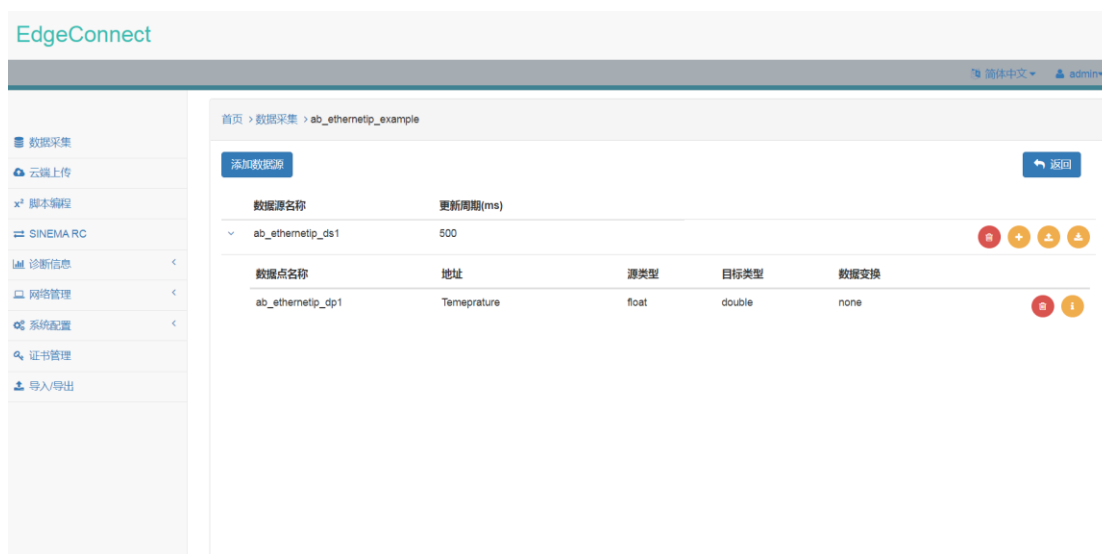 EdgeConnect
简体中文 admin
首页 > 数据采集 > ab_ethernetip_example
数据采集
云端上传
脚本编程
SINEMA RC
诊断信息
网络管理
系统配置
证书管理
导入/导出
添加数据源 返回
数据源名称 更新周期(ms)
ab_ethernetip_ds1 500
数据点名称 地址 源类型 目标类型 数据变换
ab_ethernetip_dp1 Temeprature float double none